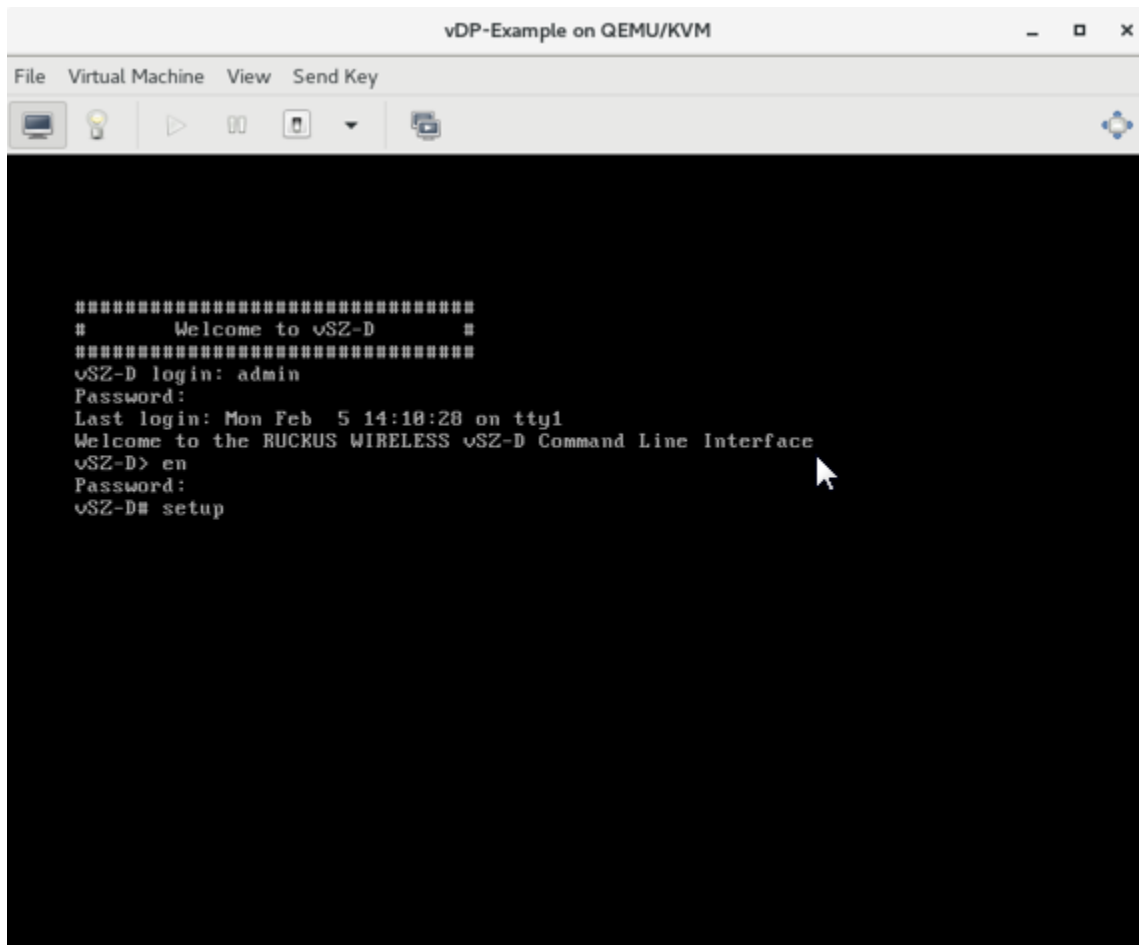 vDP-Example on QEMU/KVM
File Virtual Machine View Send Key
################################
# Welcome to vSZ-D #
################################
vSZ-D login: admin
Password:
Last login: Mon Feb  5 14:10:28 on tty1
Welcome to the RUCKUS WIRELESS vSZ-D Command Line Interface
vSZ-D> en
Password:
vSZ-D# setup